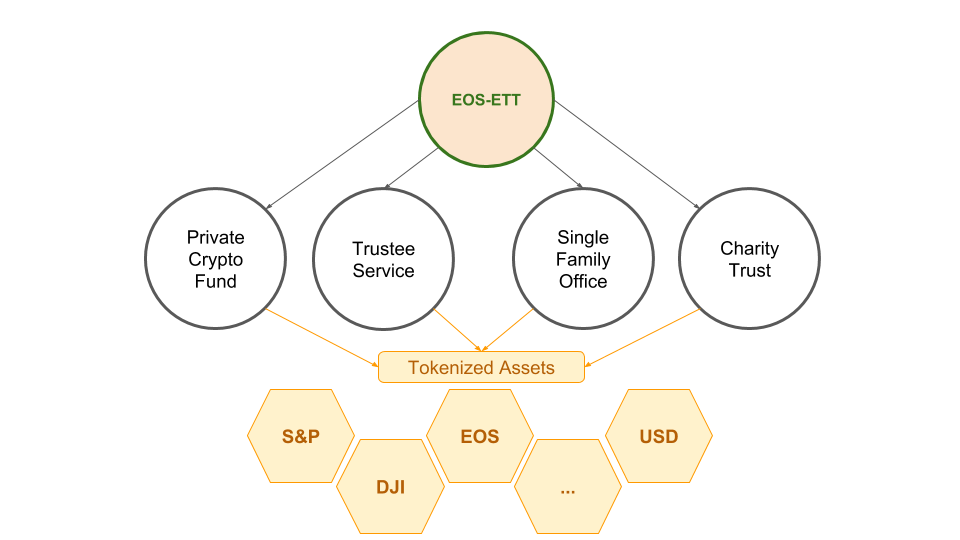 EOS-ETT
Private
Crypto
Fund
Trustee
Service
Single
Family
Office
Charity
Trust
Tokenized Assets
S&P
EOS
USD
DJI
...